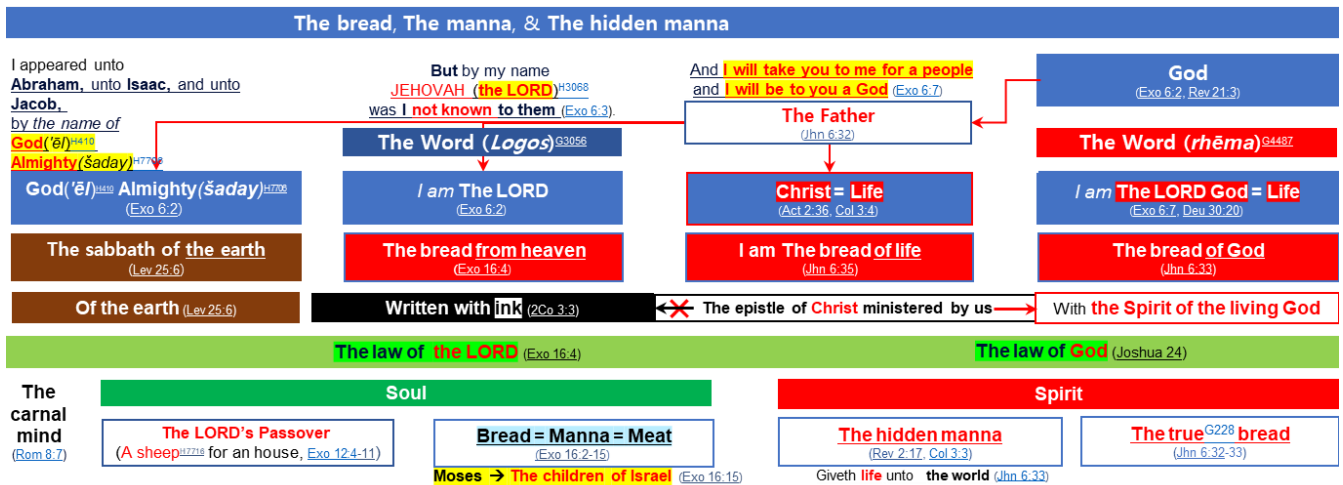 The bread, The manna, & The hidden manna
I appeared unto
Abraham, unto Isaac, and unto
Jacob,
by the name of
God('ēl)H410
Almighty(šaday)H7706
But by my name
JEHOVAH (the LORD)H3068
was I not known to them (Exo 6:3).
And I will take you to me for a people
and I will be to you a God (Exo 6:7)
God
(Exo 6:2, Rev 21:3)
The Father
(Jhn 6:32)
The Word (Logos)G3056
The Word (rhēma)G4487
God('ēl)H410 Almighty(šaday)H7706
(Exo 6:2)
I am The LORD
(Exo 6:2)
Christ = Life
(Act 2:36, Col 3:4)
I am The LORD God = Life
(Exo 6:7, Deu 30:20)
The sabbath of the earth
(Lev 25:6)
The bread from heaven
(Exo 16:4)
I am The bread of life
(Jhn 6:35)
The bread of God
(Jhn 6:33)
Of the earth (Lev 25:6)
Written with ink (2Co 3:3)
The epistle of Christ ministered by us
With the Spirit of the living God
The law of the LORD (Exo 16:4)
The law of God (Joshua 24)
The
carnal
mind
(Rom 8:7)
Soul
Spirit
The LORD's Passover
(A sheepH7716 for an house, Exo 12:4-11)
Bread = Manna = Meat
(Exo 16:2-15)
Moses → The children of Israel (Exo 16:15)
The hidden manna
(Rev 2:17, Col 3:3)
Giveth life unto the world (Jhn 6:33)
The trueG228 bread
(Jhn 6:32-33)